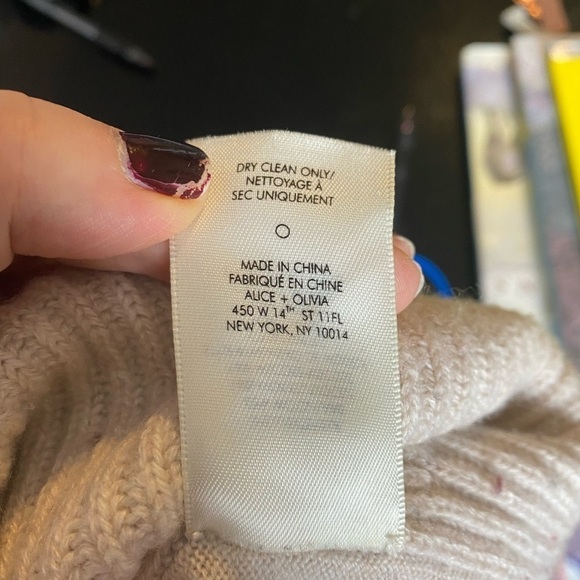 DRY CLEAN ONLY/
NETTOYAGE À
SEC UNIQUEMENT
MADE IN CHINA
FABRIQUÉ EN CHINE
ALICE + OLIVIA
450 W 14TH ST 11FL
NEW YORK, NY 10014